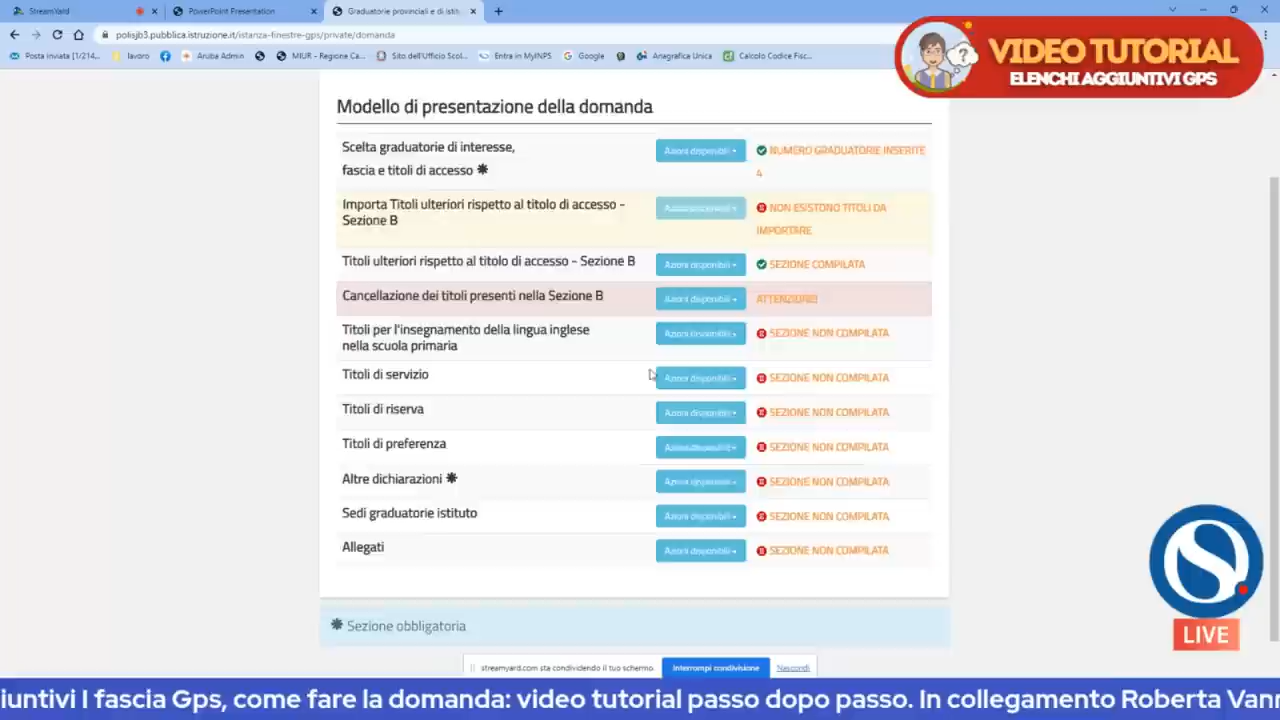 StreamYard
PowerPoint Presentation
Graduatorie provinciali e di istit
polisjb3.pubblica.istruzione.it/istanza-finestre-gps/private/domanda
Posta inviata [1/214...
lavoro
Aruba Admin
MIUR - Regione Ca...
Sito dell'Ufficio Scol...
Entra in MyINPS
Google
Anagrafica Unica
Calcolo Codice Fisc...
VIDEO TUTORIAL
ELENCHI AGGIUNTIVI GPS
Modello di presentazione della domanda
Scelta graduatorie di interesse,
fascia e titoli di accesso ✱
Azioni disponibili
NUMERO GRADUATORIE INSERITE
4
Importa Titoli ulteriori rispetto al titolo di accesso -
Sezione B
Azioni disponibili
NON ESISTONO TITOLI DA
IMPORTARE
Titoli ulteriori rispetto al titolo di accesso - Sezione B
Azioni disponibili
SEZIONE COMPILATA
Cancellazione dei titoli presenti nella Sezione B
Azioni disponibili
ATTENZIONE!
Titoli per l'insegnamento della lingua inglese
nella scuola primaria
Azioni disponibili
SEZIONE NON COMPILATA
Titoli di servizio
Azioni disponibili
SEZIONE NON COMPILATA
Titoli di riserva
Azioni disponibili
SEZIONE NON COMPILATA
Titoli di preferenza
Azioni disponibili
SEZIONE NON COMPILATA
Altre dichiarazioni ✱
Azioni disponibili
SEZIONE NON COMPILATA
Sedi graduatorie istituto
Azioni disponibili
SEZIONE NON COMPILATA
Allegati
Azioni disponibili
SEZIONE NON COMPILATA
✱ Sezione obbligatoria
LIVE
streamyard.com sta condividendo il tuo schermo.
Interrompi condivisione
Nascondi
iuntivi I fascia Gps, come fare la domanda: video tutorial passo dopo passo. In collegamento Roberta Vann